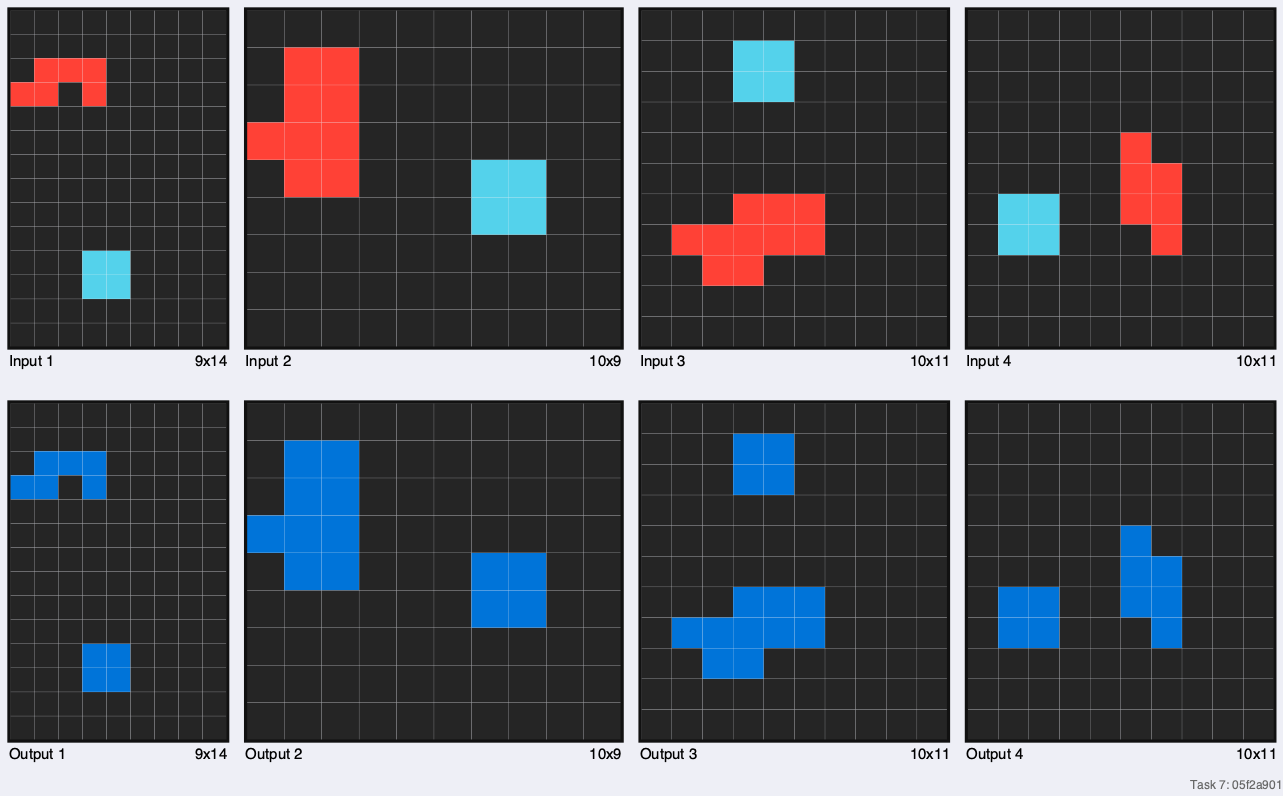 Input 1 9x14
Input 2 10x9
Input 3 10x11
Input 4 10x11
Output 1 9x14
Output 2 10x9
Output 3 10x11
Output 4 10x11
Task 7: 05f2a901